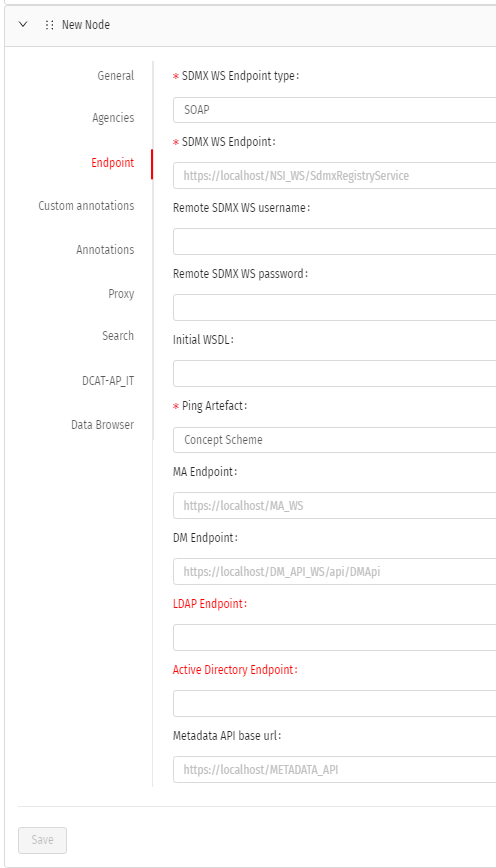 New Node
General
Agencies
Endpoint
Custom annotations
Annotations
Proxy
Search
DCAT-AP_IT
Data Browser
* SDMX WS Endpoint type:
SOAP
* SDMX WS Endpoint:
https://localhost/NSI_WS/SdmxRegistryService
Remote SDMX WS username:
Remote SDMX WS password:
Initial WSDL:
* Ping Artefact:
Concept Scheme
MA Endpoint:
https://localhost/MA_WS
DM Endpoint:
https://localhost/DM_API_WS/api/DMApi
LDAP Endpoint:
Active Directory Endpoint:
Metadata API base url:
https://localhost/METADATA_API
Save